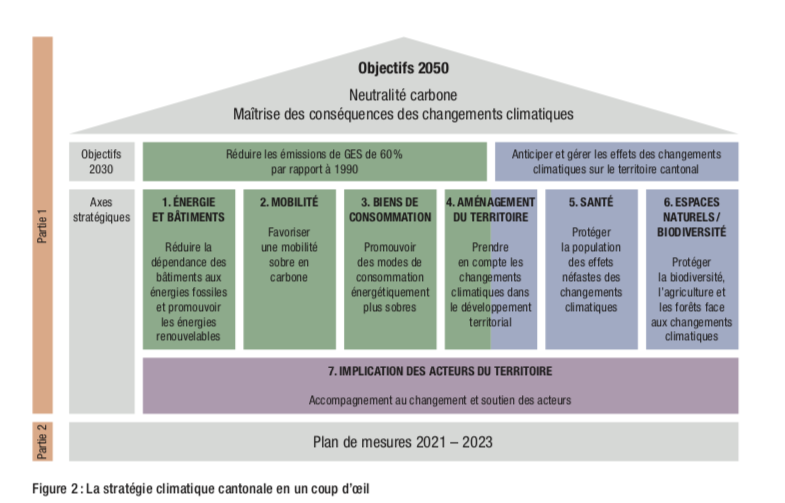 Objectifs 2050
Neutralité carbone
Maîtrise des conséquences des changements climatiques
Partie 1
Objectifs
2030
Réduire les émissions de GES de 60%
par rapport à 1990
Anticiper et gérer les effets des changements
climatiques sur le territoire cantonal
Axes
stratégiques
1. ÉNERGIE
ET BÂTIMENTS
Réduire la
dépendance des
bâtiments aux
énergies fossiles
et promouvoir
les énergies
renouvelables
2. MOBILITÉ
Favoriser
une mobilité
sobre en
carbone
3. BIENS DE
CONSOMMATION
Promouvoir
des modes de
consommation
énergétiquement
plus sobres
4. AMÉNAGEMENT
DU TERRITOIRE
Prendre
en compte les
changements
climatiques dans
le développement
territorial
5. SANTÉ
Protéger
la population
des effets
néfastes des
changements
climatiques
6. ESPACES
NATURELS/
BIODIVERSITÉ
Protéger
la biodiversité,
l'agriculture et
les forêts face
aux changements
climatiques
7. IMPLICATION DES ACTEURS DU TERRITOIRE
Accompagnement au changement et soutien des acteurs
Partie 2
Plan de mesures 2021 – 2023
Figure 2 : La stratégie climatique cantonale en un coup d'œil